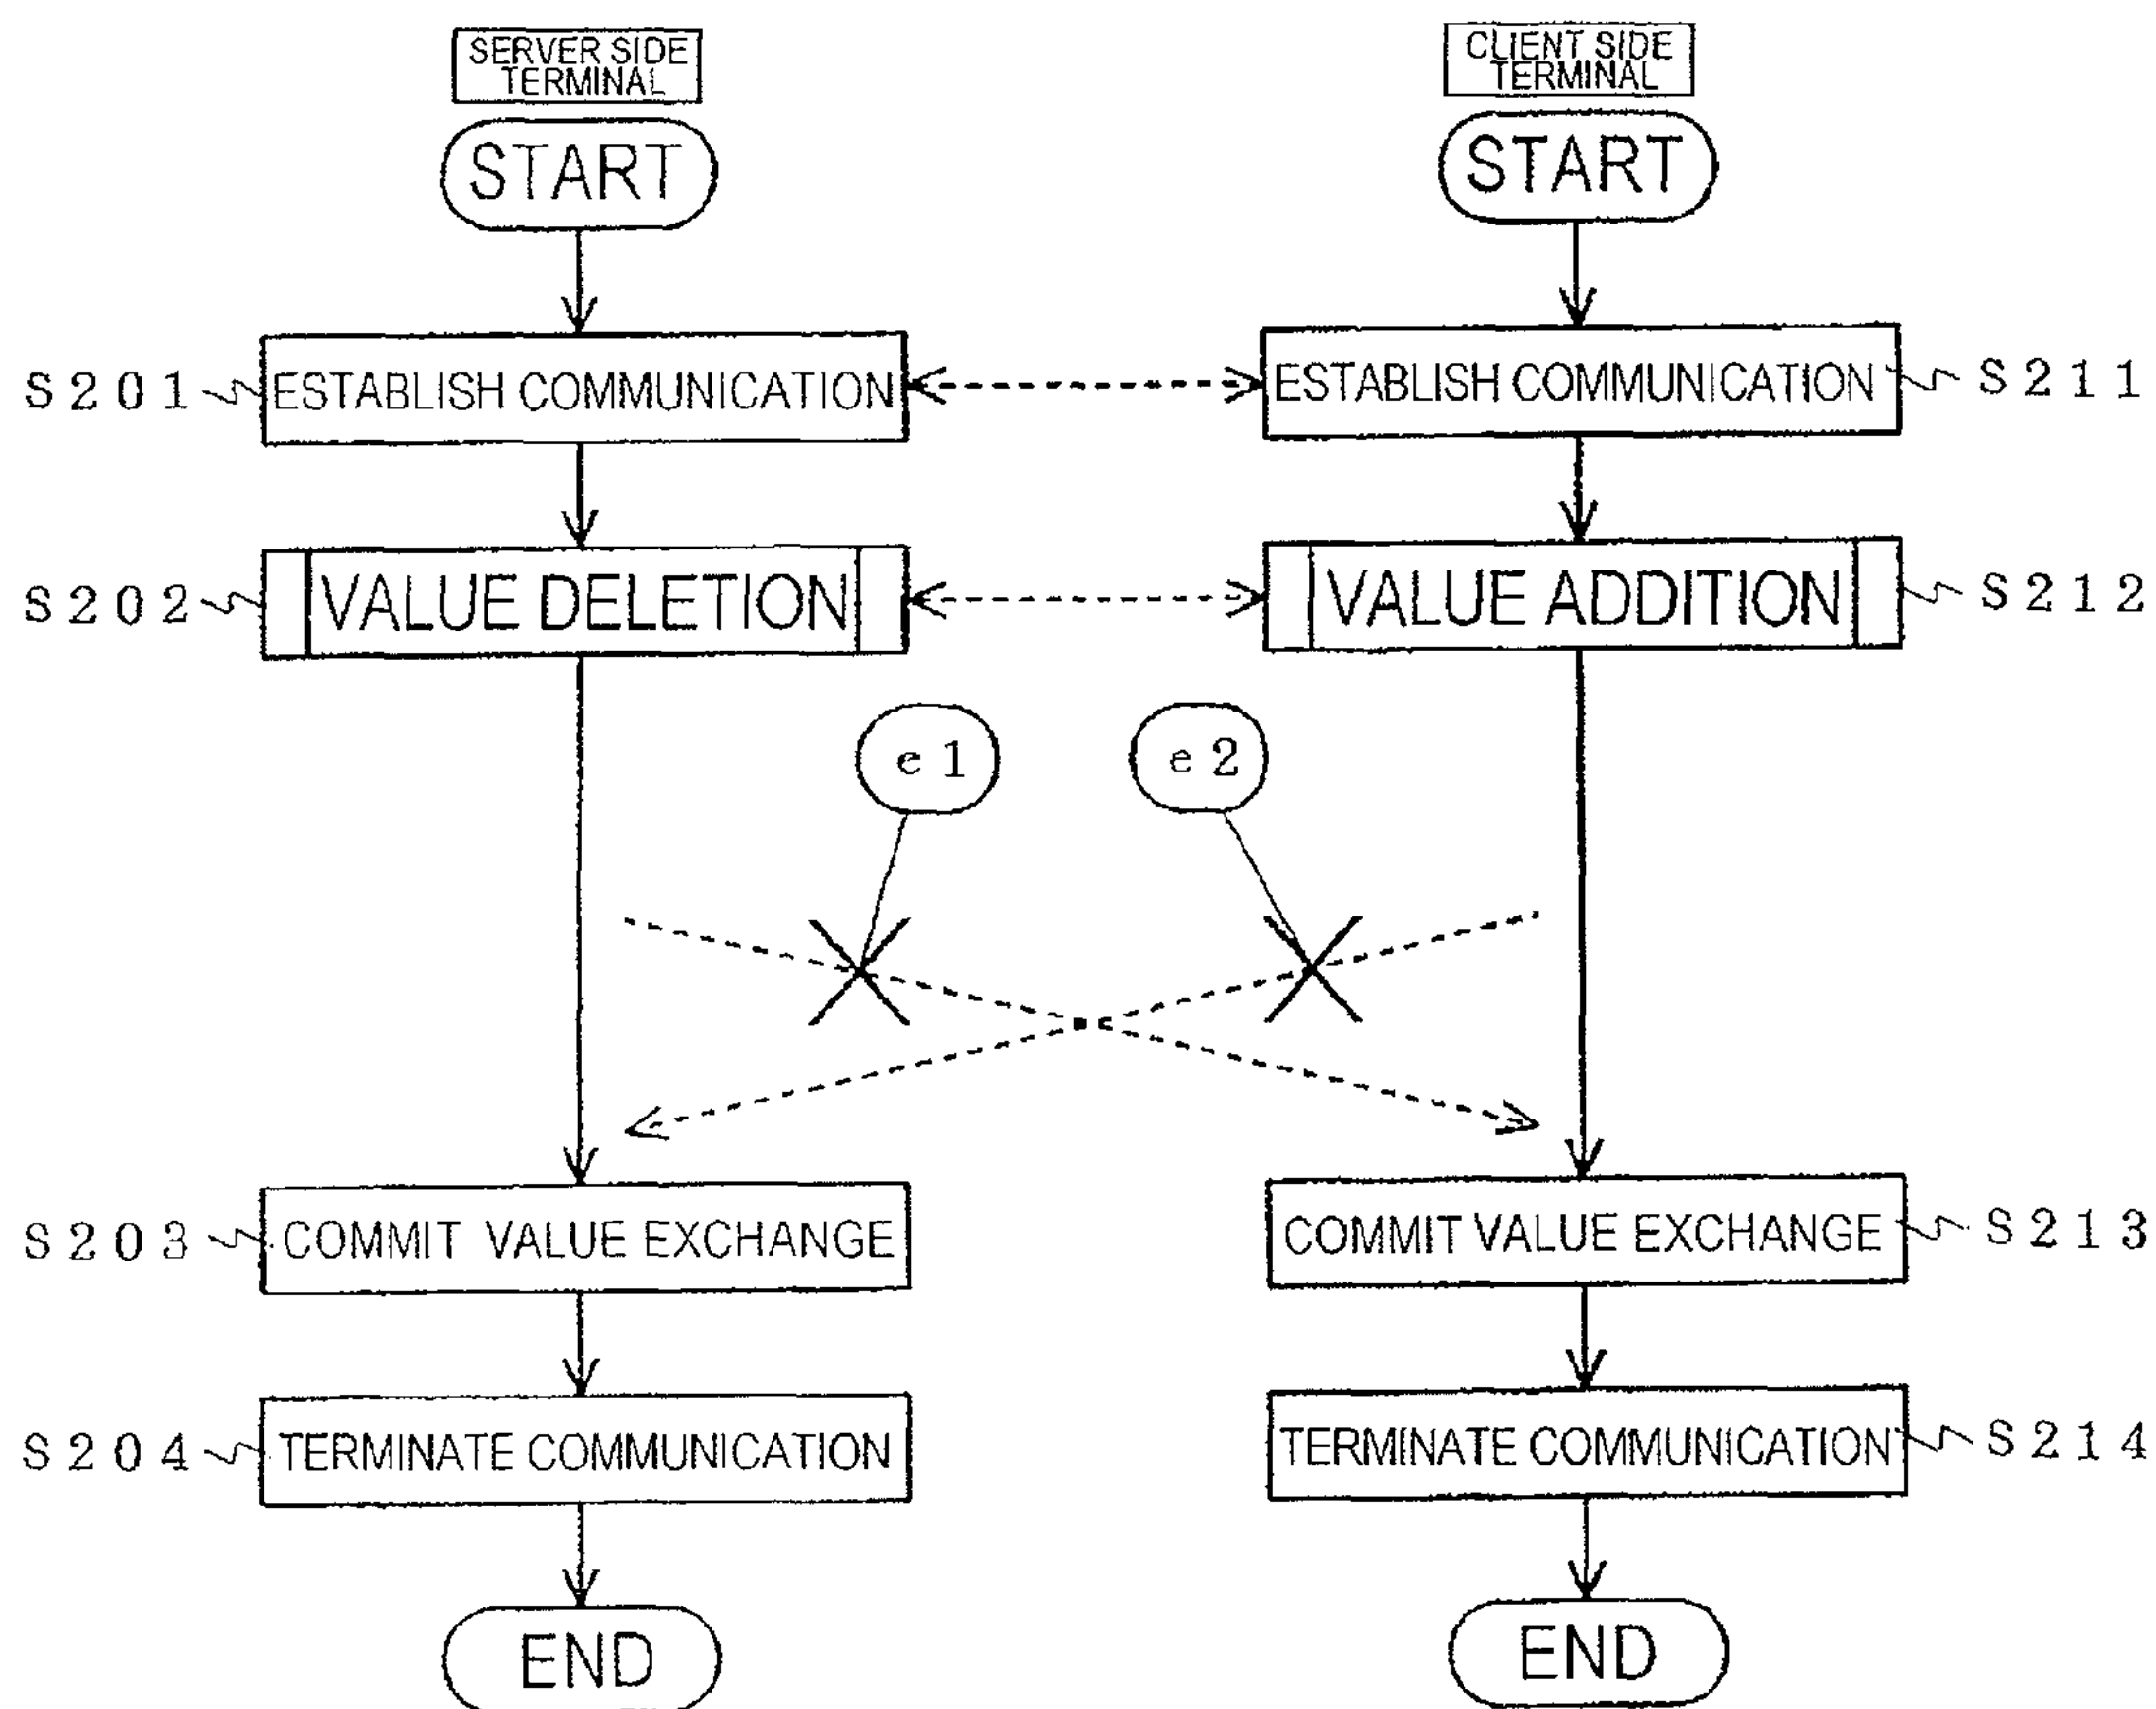 SERVER SIDE
TERMINAL
CLIENT SIDE
TERMINAL
START
START
S201
ESTABLISH COMMUNICATION
ESTABLISH COMMUNICATION
S211
S202
VALUE DELETION
VALUE ADDITION
S212
e1
e2
S203
COMMIT VALUE EXCHANGE
COMMIT VALUE EXCHANGE
S213
S204
TERMINATE COMMUNICATION
TERMINATE COMMUNICATION
S214
END
END